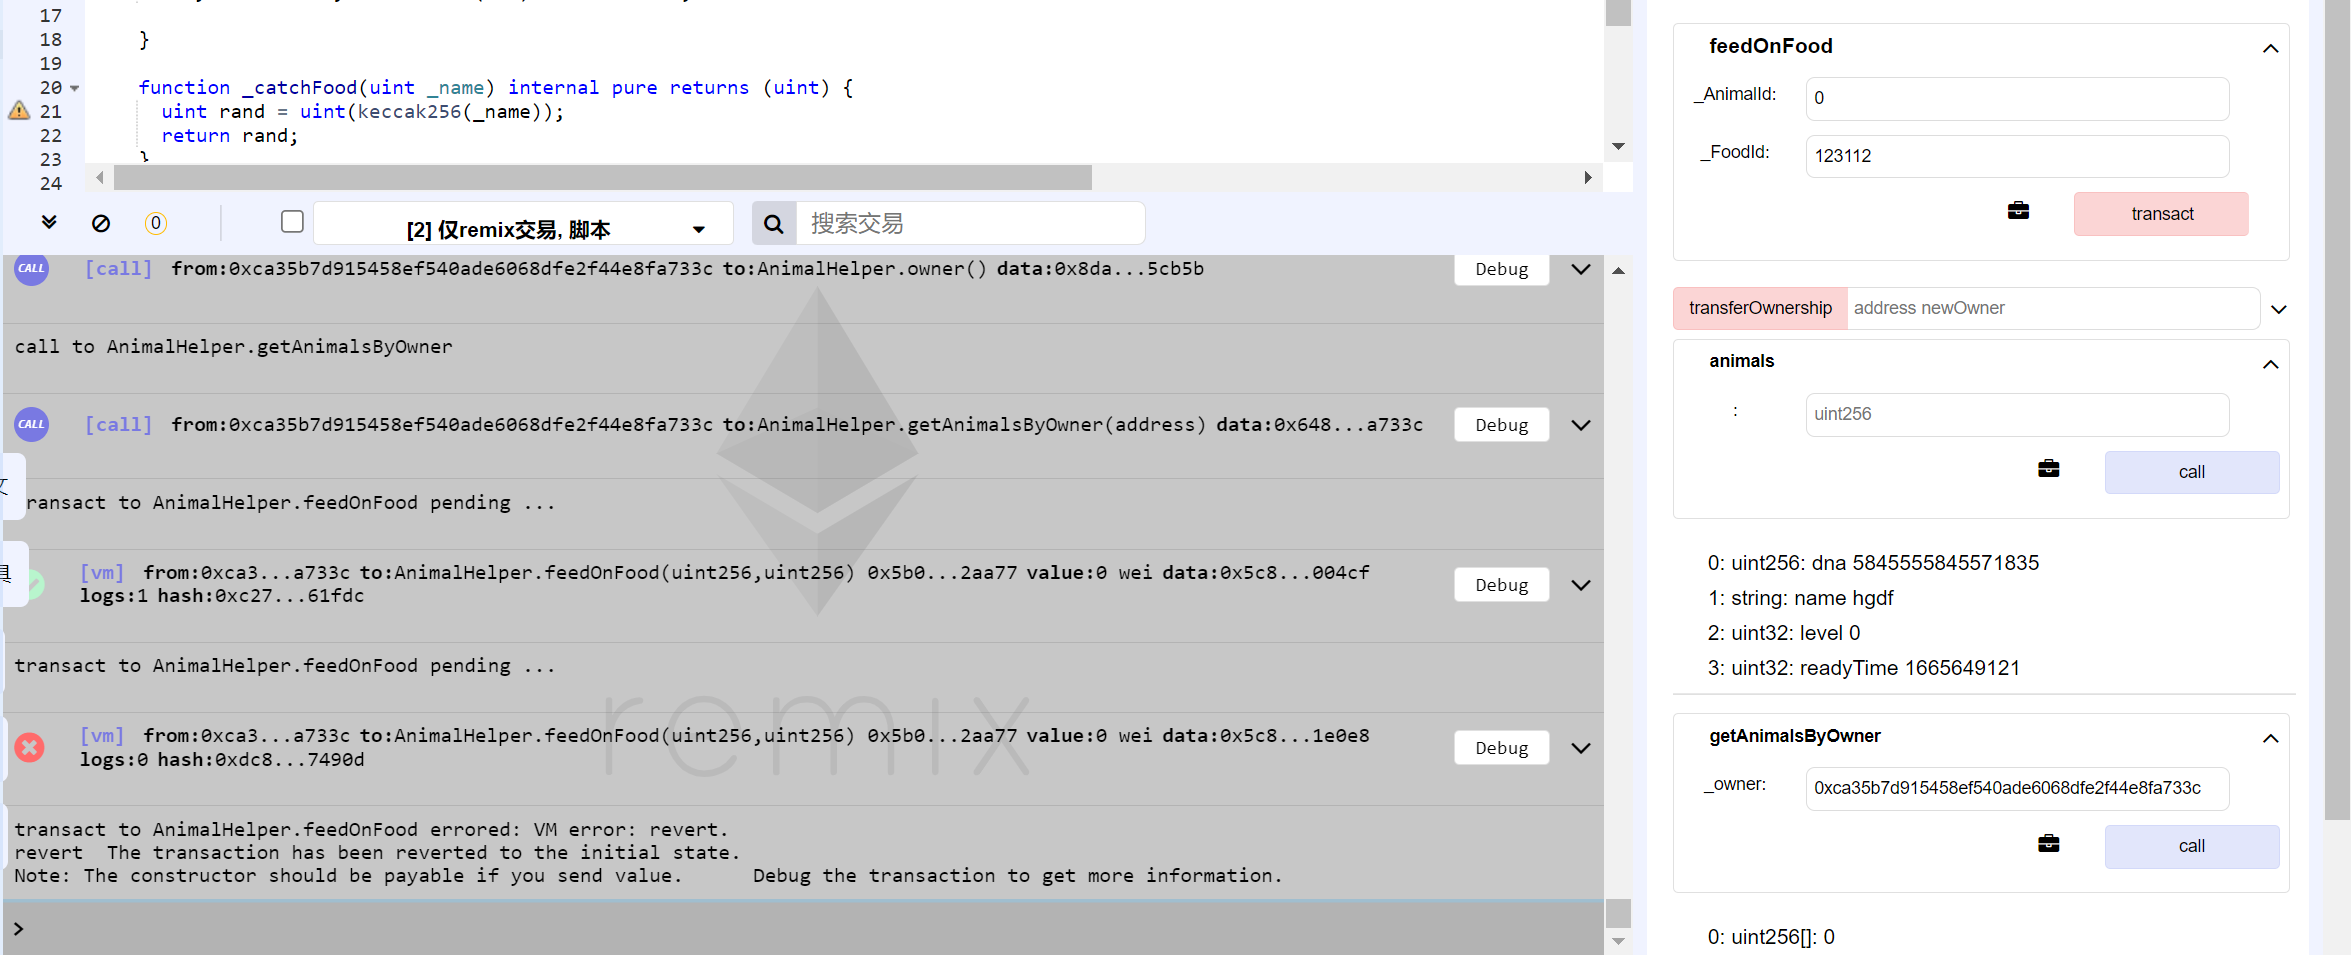 17
18 }
19
20 function _catchFood(uint _name) internal pure returns (uint) {
21 uint rand = uint(keccak256(_name));
22 return rand;
23 }
24
0
[2] 仅remix交易, 脚本
搜索交易
CALL [call] from:0xca35b7d915458ef540ade6068dfe2f44e8fa733c to:AnimalHelper.owner() data:0x8da...5cb5b Debug
call to AnimalHelper.getAnimalsByOwner
CALL [call] from:0xca35b7d915458ef540ade6068dfe2f44e8fa733c to:AnimalHelper.getAnimalsByOwner(address) data:0x648...a733c Debug
ransact to AnimalHelper.feedOnFood pending ...
[vm] from:0xca3...a733c to:AnimalHelper.feedOnFood(uint256,uint256) 0x5b0...2aa77 value:0 wei data:0x5c8...004cf Debug
logs:1 hash:0xc27...61fdc
transact to AnimalHelper.feedOnFood pending ...
[vm] from:0xca3...a733c to:AnimalHelper.feedOnFood(uint256,uint256) 0x5b0...2aa77 value:0 wei data:0x5c8...1e0e8 Debug
logs:0 hash:0xdc8...7490d
remix
transact to AnimalHelper.feedOnFood errored: VM error: revert.
revert The transaction has been reverted to the initial state.
Note: The constructor should be payable if you send value. Debug the transaction to get more information.
>
feedOnFood
_AnimalId: 0
_FoodId: 123112
transact
transferOwnership address newOwner
animals
: uint256
call
0: uint256: dna 5845555845571835
1: string: name hgdf
2: uint32: level 0
3: uint32: readyTime 1665649121
getAnimalsByOwner
_owner: 0xca35b7d915458ef540ade6068dfe2f44e8fa733c
call
0: uint256[]: 0